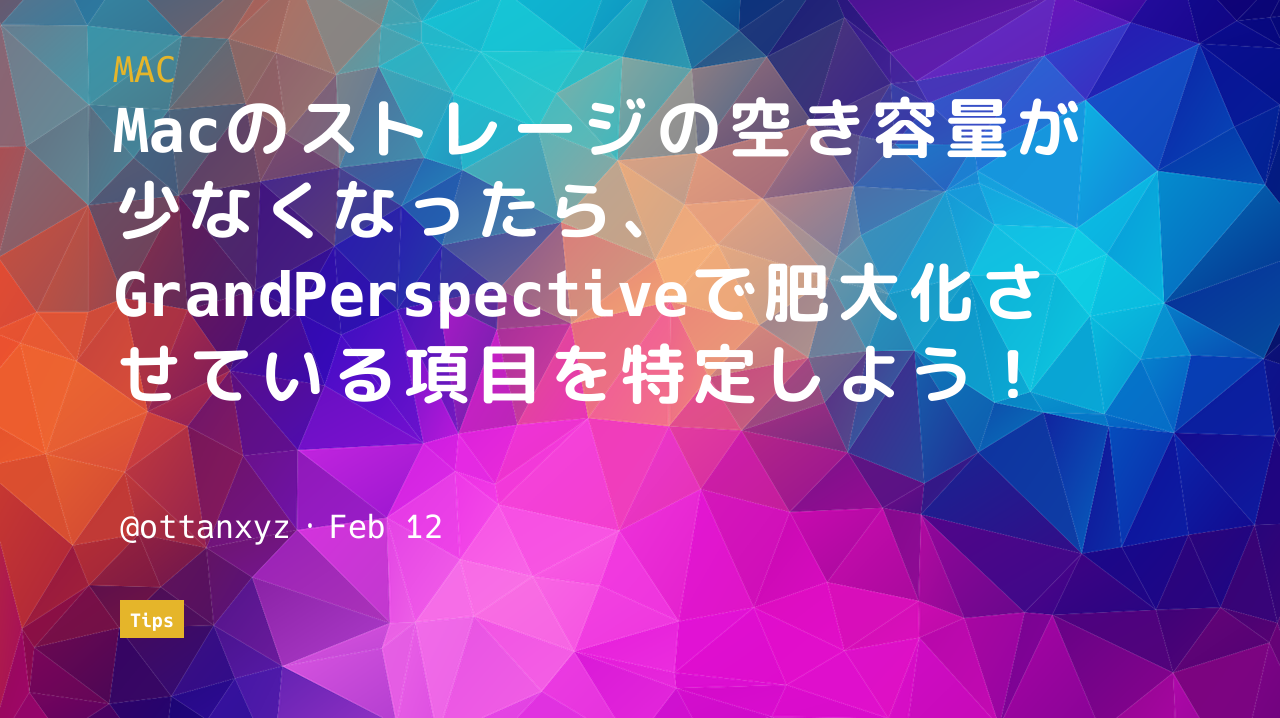 MAC
Macのストレージの空き容量が
少なくなったら、
GrandPerspectiveで肥大化さ
せている項目を特定しよう！
@ottanxyz · Feb 12
Tips